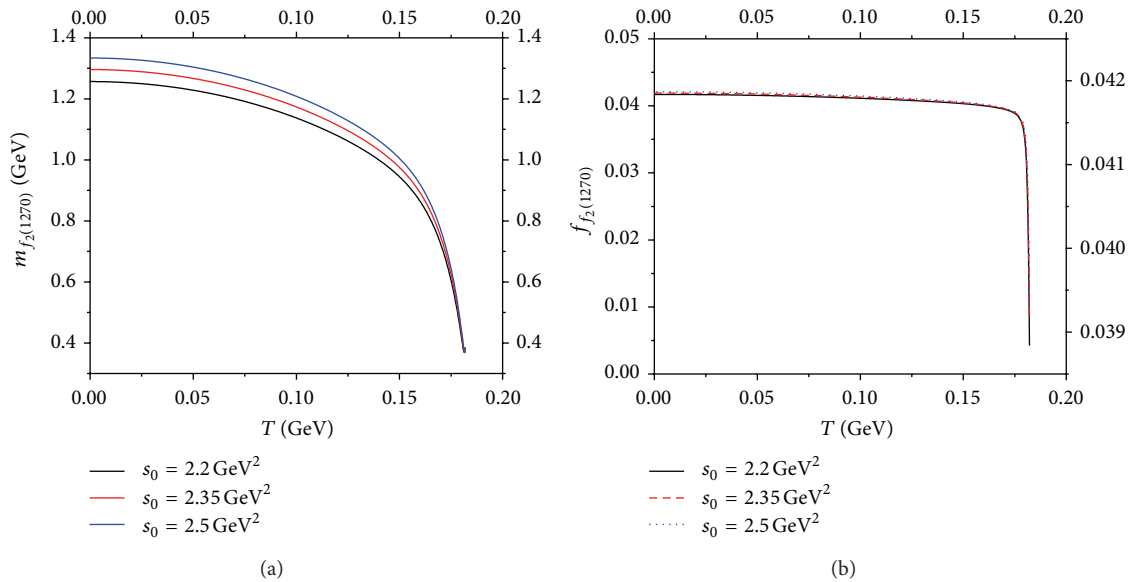 0.00 0.05 0.10 0.15 0.20
1.4 1.4
1.2 1.2
1.0 1.0
0.8 0.8
0.6 0.6
0.4 0.4
m_{f_2(1270)} (GeV)
0.00 0.05 0.10 0.15 0.20
T (GeV)
s_0 = 2.2 GeV^2
s_0 = 2.35 GeV^2
s_0 = 2.5 GeV^2
(a)
0.00 0.05 0.10 0.15 0.20
0.05
0.04
0.03
0.02
0.01
0.00
f_{f_2(1270)}
0.042
0.041
0.040
0.039
0.00 0.05 0.10 0.15 0.20
T (GeV)
s_0 = 2.2 GeV^2
s_0 = 2.35 GeV^2
s_0 = 2.5 GeV^2
(b)